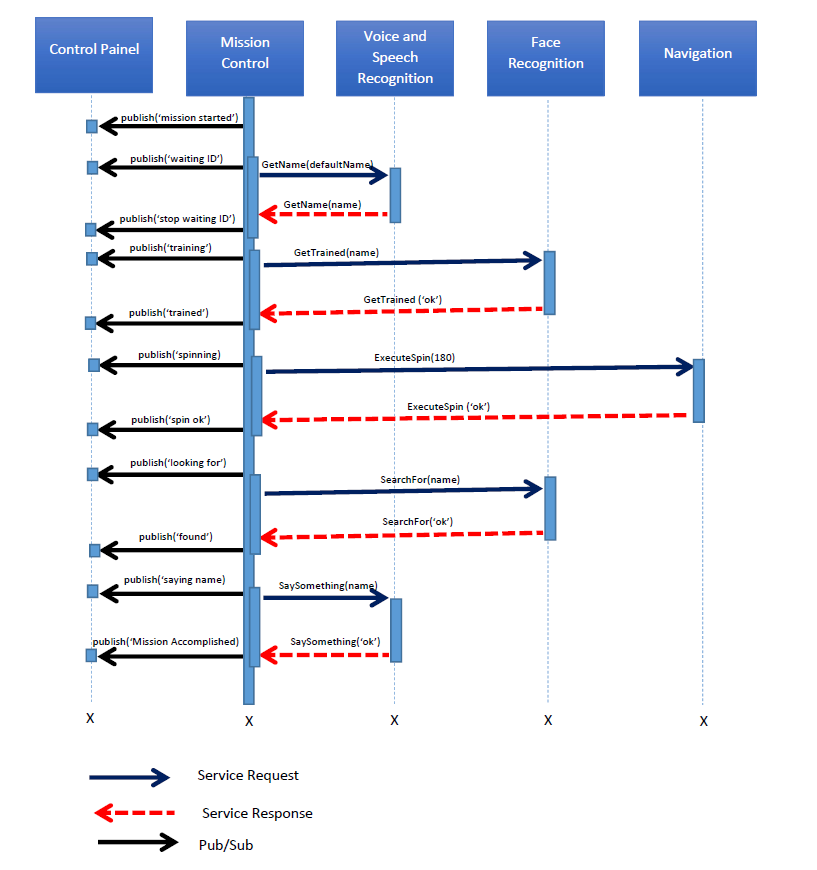 Control Painel
Mission
Control
Voice and
Speech
Recognition
Face
Recognition
Navigation
publish(‘mission started’)
publish(‘waiting ID’)
GetName(defaultName)
GetName(name)
publish(‘stop waiting ID’)
publish(‘training’)
GetTrained(name)
GetTrained (‘ok’)
publish(‘trained’)
publish(‘spinning)
ExecuteSpin(180)
ExecuteSpin (‘ok’)
publish(‘spin ok’)
publish(‘looking for’)
SearchFor(name)
SearchFor(‘ok’)
publish(‘found’)
publish(‘saying name)
SaySomething(name)
publish(‘Mission Accomplished)
SaySomething(‘ok’)
X X X X X
Service Request
Service Response
Pub/Sub